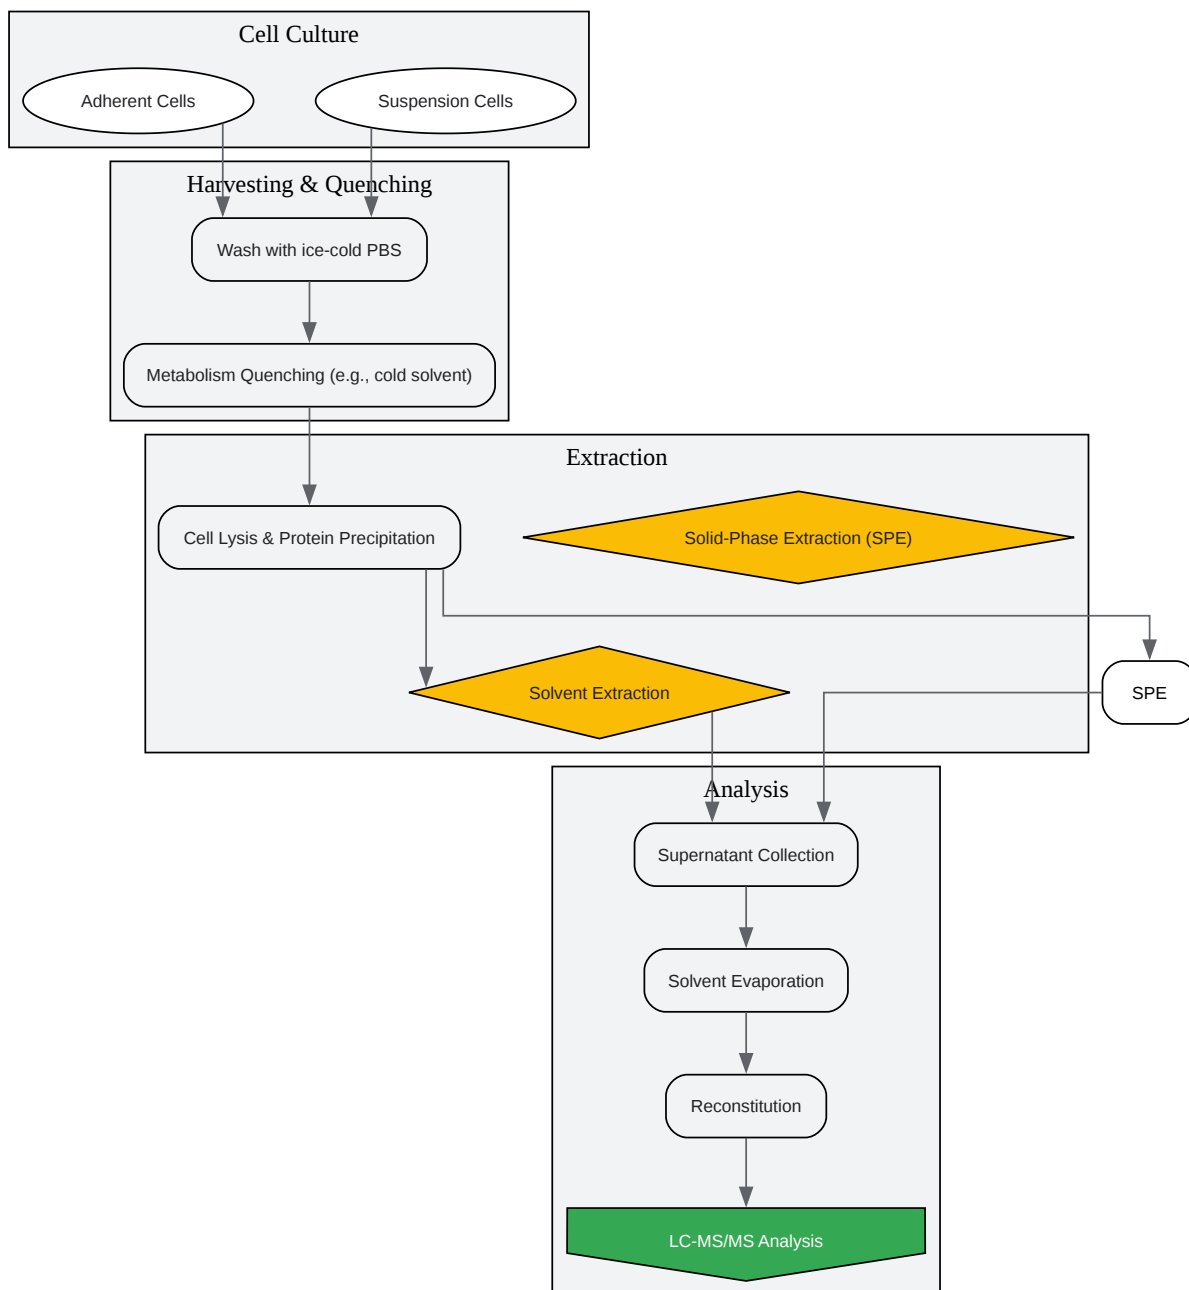 Cell Culture
Adherent Cells
Suspension Cells
Harvesting & Quenching
Wash with ice-cold PBS
Metabolism Quenching (e.g., cold solvent)
Extraction
Cell Lysis & Protein Precipitation
Solid-Phase Extraction (SPE)
Solvent Extraction
SPE
Analysis
Supernatant Collection
Solvent Evaporation
Reconstitution
LC-MS/MS Analysis